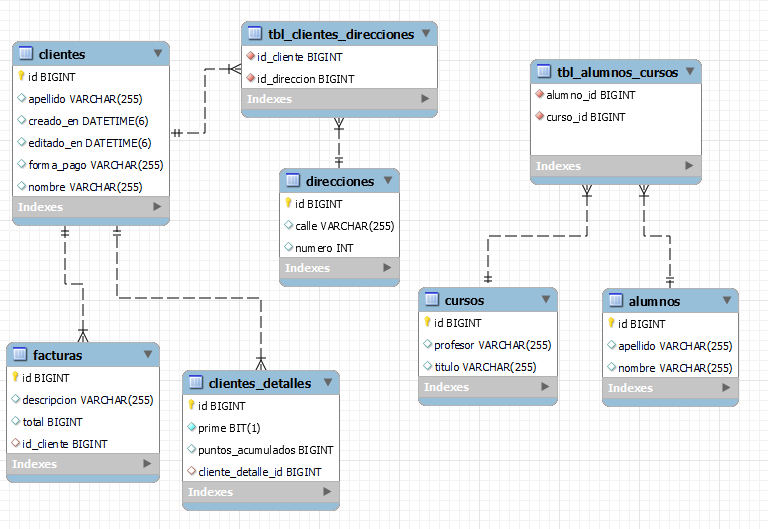 clientes
id BIGINT
apellido VARCHAR(255)
creado_en DATETIME(6)
editado_en DATETIME(6)
forma_pago VARCHAR(255)
nombre VARCHAR(255)
Indexes
tbl_clientes_direcciones
id_cliente BIGINT
id_direccion BIGINT
Indexes
direcciones
id BIGINT
calle VARCHAR(255)
numero INT
Indexes
tbl_alumnos_cursos
alumno_id BIGINT
curso_id BIGINT
Indexes
facturas
id BIGINT
descripcion VARCHAR(255)
total BIGINT
id_cliente BIGINT
Indexes
clientes_detalles
id BIGINT
prime BIT(1)
puntos_acumulados BIGINT
cliente_detalle_id BIGINT
Indexes
cursos
id BIGINT
profesor VARCHAR(255)
titulo VARCHAR(255)
Indexes
alumnos
id BIGINT
apellido VARCHAR(255)
nombre VARCHAR(255)
Indexes